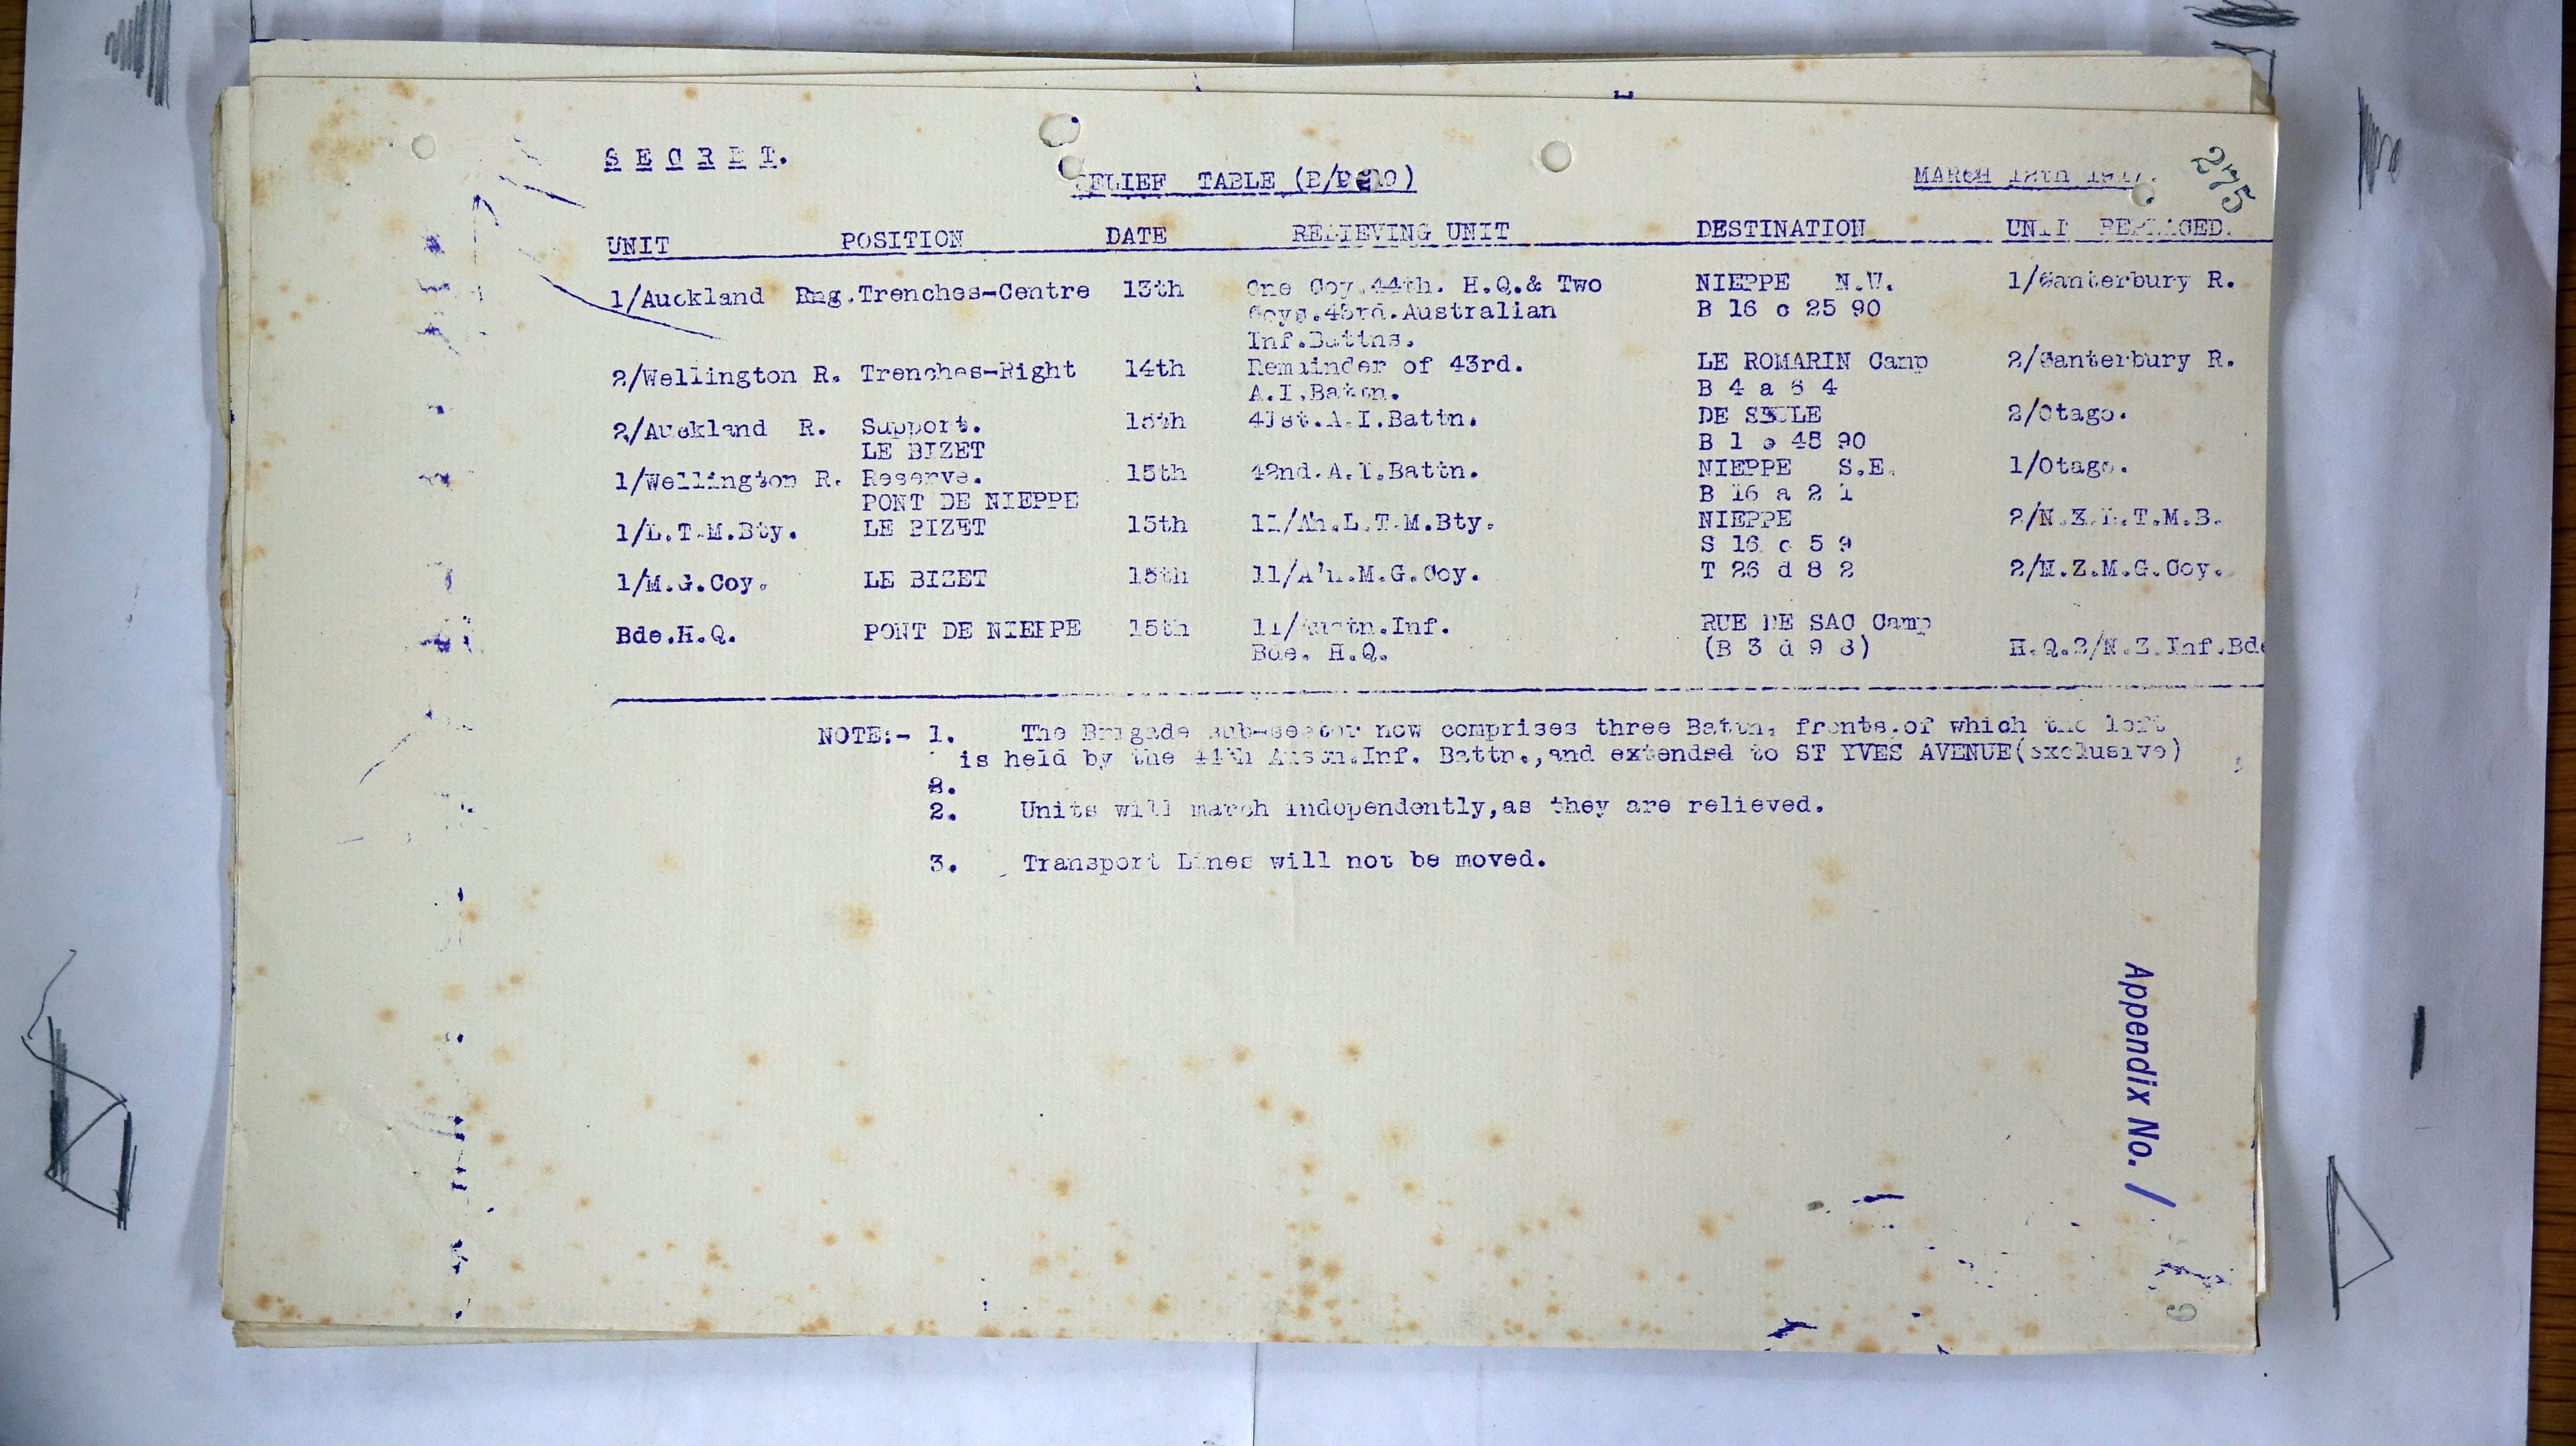 SECRET.
RELIEF TABLE
MARCH 12th 1917.
275
UNIT POSITION DATE RELIEVING UNIT DESTINATION UNIT REPLACED.
1/Auckland Rng. Trenches-Centre 13th One Coy.44th. H.Q.& Two NIEPPE N.W. 1/Canterbury R.
Coys.43rd.Australian B 16 c 25 90
Inf.Battns.
2/Wellington R. Trenches-Right 14th Remainder of 43rd. LE ROMARIN Camp 2/Canterbury R.
A.I.Battn. B 4 a 5 4
2/Auckland R. Support. 15th 41st.A.I.Battn. DE SEULE 2/Otago.
LE BIZET B 1 c 45 90
1/Wellington R. Reserve. 15th 42nd.A.I.Battn. NIEPPE S.E. 1/Otago.
PONT DE NIEPPE B 16 a 2 1
1/L.T.M.Bty. LE BIZET 15th 11/An.L.T.M.Bty. NIEPPE 2/N.Z.L.T.M.B.
S 16 c 5 9
1/M.G.Coy. LE BIZET 15th 11/A'n.M.G.Coy. T 26 d 8 2 2/N.Z.M.G.Coy.
Bde.H.Q. PONT DE NIEPPE 15th 11/Austn.Inf. RUE DE SAC Camp
Bde. H.Q. (B 3 d 9 8) H.Q.2/N.Z.Inf.Bde
NOTE:- 1. The Brigade sub-sector now comprises three Battn, fronts,of which the left
is held by the 44th Austn.Inf. Battn.,and extended to ST YVES AVENUE(exclusive)
2. Units will march independently,as they are relieved.
3. Transport Lines will not be moved.
Appendix No. 1